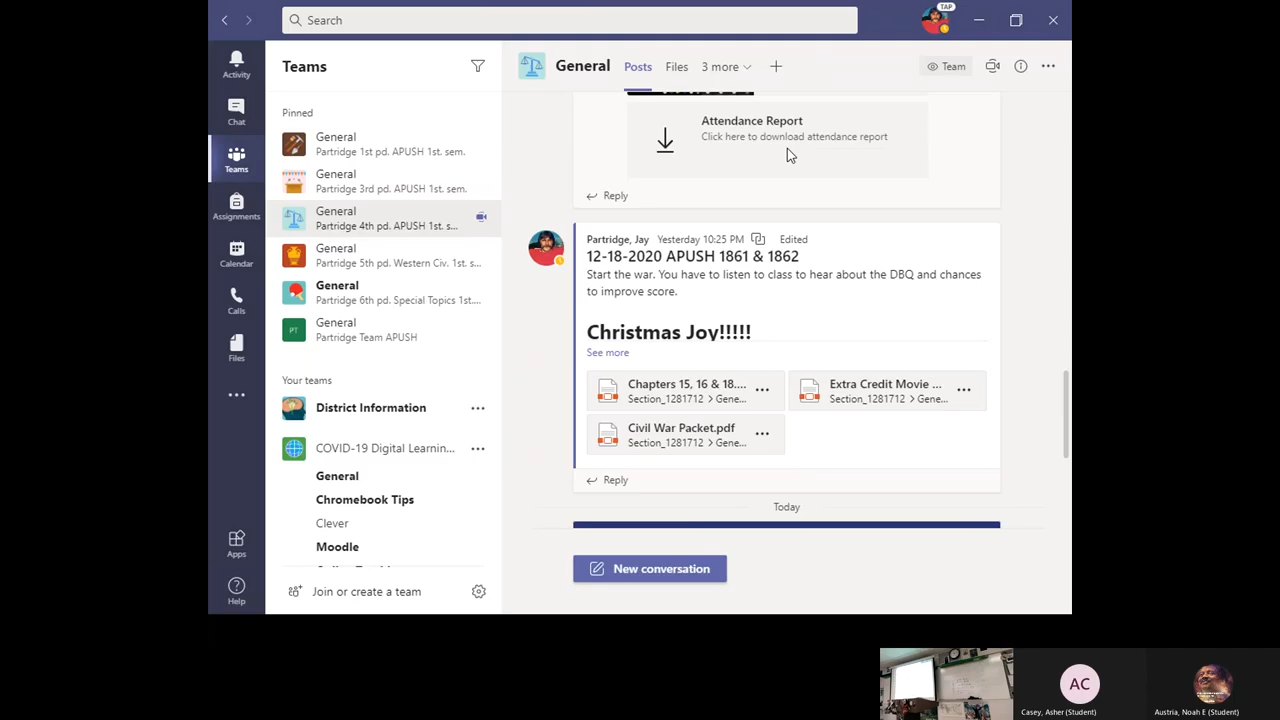 Search
TAP
Activity
Chat
Teams
Assignments
Calendar
Calls
Files
Apps
Help
Teams
Pinned
General
Partridge 1st pd. APUSH 1st. sem.
General
Partridge 3rd pd. APUSH 1st. sem.
General
Partridge 4th pd. APUSH 1st. s...
General
Partridge 5th pd. Western Civ. 1st. s...
General
Partridge 6th pd. Special Topics 1st....
PT
General
Partridge Team APUSH
Your teams
District Information
COVID-19 Digital Learnin...
General
Chromebook Tips
Clever
Moodle
Join or create a team
General
Posts
Files
3 more
Team
Attendance Report
Click here to download attendance report
Reply
Partridge, Jay Yesterday 10:25 PM Edited
12-18-2020 APUSH 1861 & 1862
Start the war. You have to listen to class to hear about the DBQ and chances
to improve score.
Christmas Joy!!!!!
See more
Chapters 15, 16 & 18....
Section_1281712 > Gene...
Extra Credit Movie ...
Section_1281712 > Gene...
Civil War Packet.pdf
Section_1281712 > Gene...
Reply
Today
New conversation
AC
Casey, Asher (Student)
Austria, Noah E (Student)